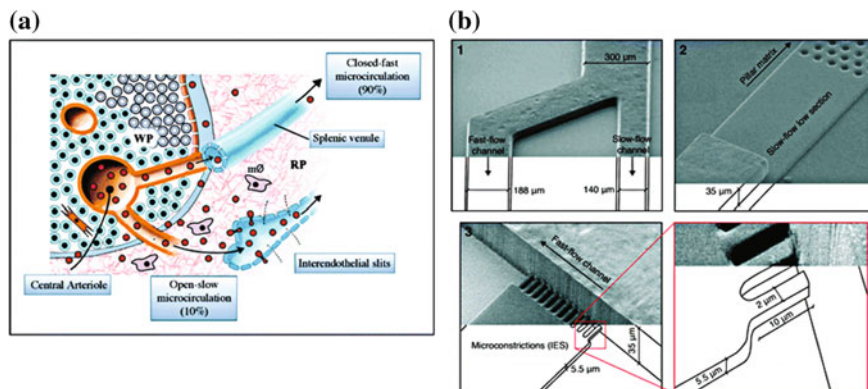 (a)
Closed-fast
microcirculation
(90%)
WP
Splenic venule
mØ
RP
Interendothelial slits
Central Arteriole
Open-slow
microcirculation
(10%)
(b)
1
300 µm
Fast-flow
channel
Slow-flow
channel
188 µm
140 µm
2
Pillar matrix
Slow-flow low section
35 µm
3
Fast-flow channel
Microconstrictions (IES)
35 µm
5.5 µm
2 µm
10 µm
5.5 µm